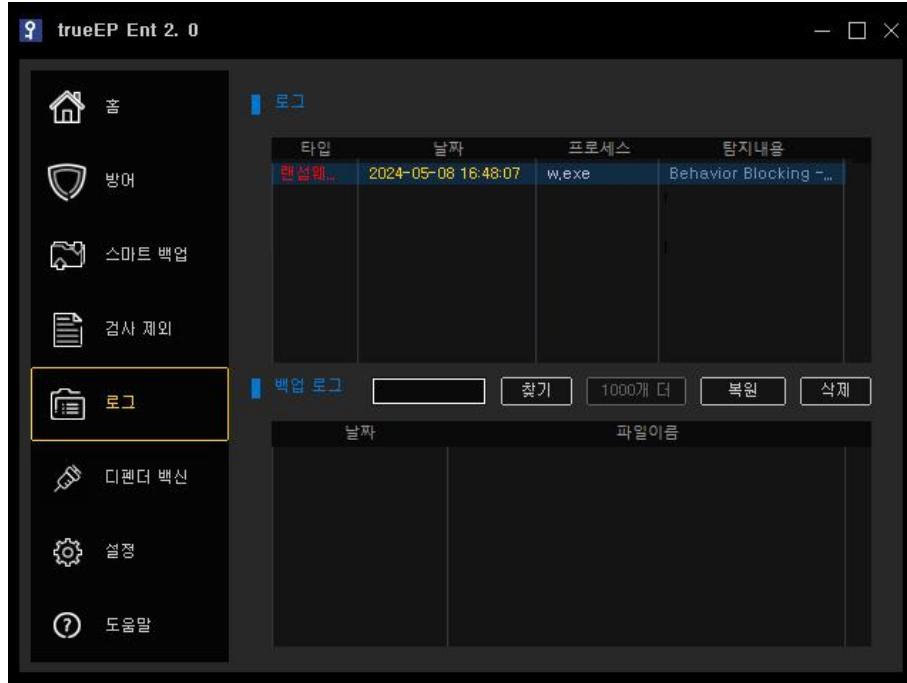 trueEP Ent 2. 0
홈
방어
스마트 백업
검사 제외
로그
디펜더 백신
설정
도움말
로그
타입 날짜 프로세스 탐지내용
랜섬웨... 2024-05-08 16:48:07 w.exe Behavior Blocking -...
백업 로그 찾기 1000개 더 복원 삭제
날짜 파일이름